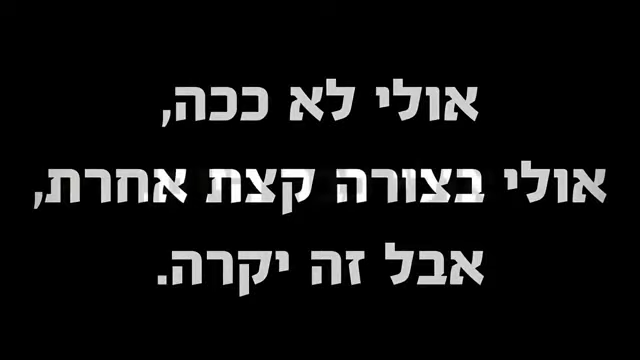 אולי לא ככה,
אולי בצורה קצת אחרת,
אבל זה יקרה.